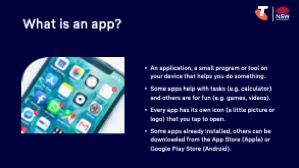 What is an app?
NSW
• An application, a small program or tool on
your device that helps you do something.
• Some apps help with tasks (e.g. calculator)
and others are for fun (e.g. games, videos).
• Every app has its own icon (a little picture or
logo) that you tap to open.
• Some apps already installed, others can be
downloaded from the App Store (Apple) or
Google Play Store (Android).